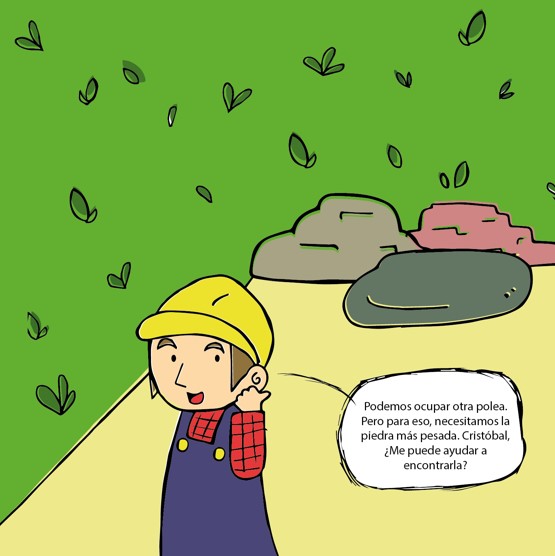 Podemos ocupar otra polea.
Pero para eso, necesitamos la
piedra más pesada. Cristóbal,
¿Me puede ayudar a
encontrarla?